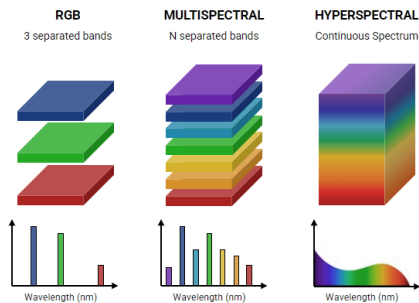 RGB
3 separated bands
MULTISPECTRAL
N separated bands
HYPERSPECTRAL
Continuous Spectrum
Wavelength (nm)
Wavelength (nm)
Wavelength (nm)